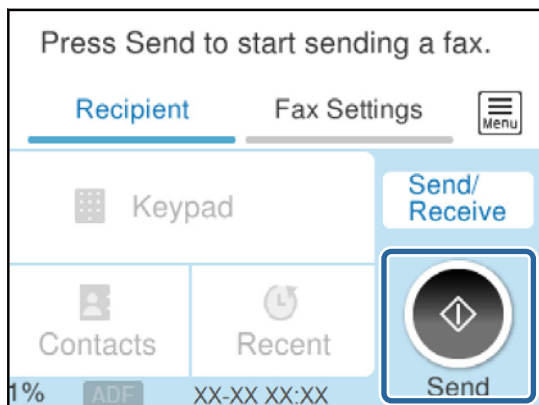 Press Send to start sending a fax.
Recipient
Fax Settings
Menu
Keypad
Send/
Receive
Contacts
Recent
Send
1%
ADF
XX-XX XX:XX